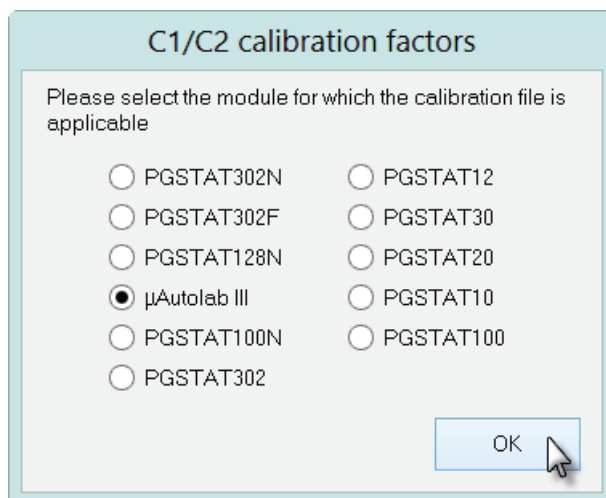 C1/C2 calibration factors
Please select the module for which the calibration file is
applicable
PGSTAT302N
PGSTAT302F
PGSTAT128N
µAutolab III
PGSTAT100N
PGSTAT302
PGSTAT12
PGSTAT30
PGSTAT20
PGSTAT10
PGSTAT100
OK